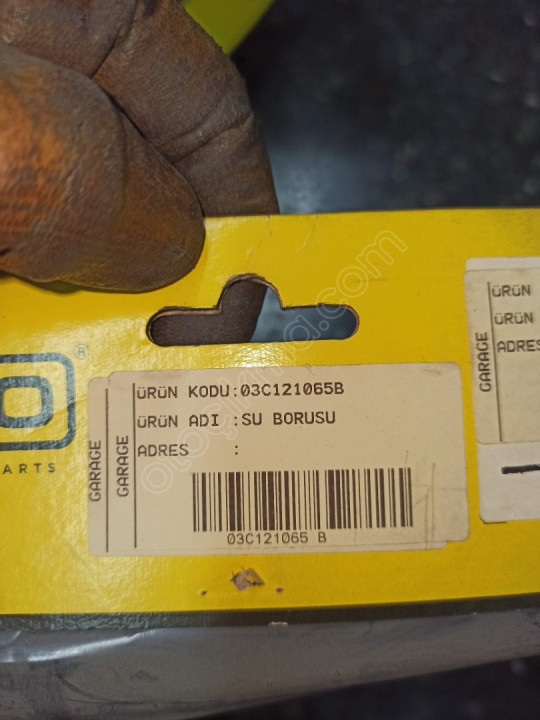 ÜRÜN KODU:03C121065B
ÜRÜN ADI :SU BORUSU
ADRES :
GARAGE
GARAGE
03C121065 B
ARTS
®
GARAGE
ÜRÜN
ÜRÜN
ADRES